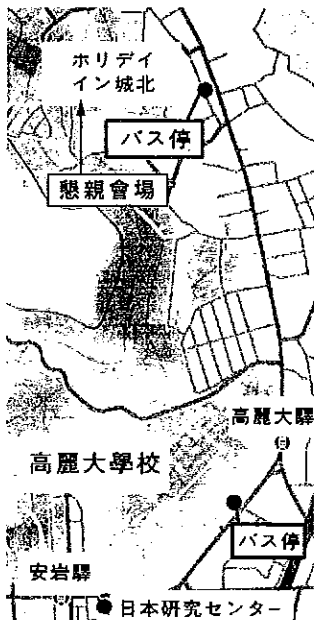 ホリデイ
イン城北
バス停
懇親會場
高麗大驛
高麗大學校
バス停
安岩驛
日本研究センター